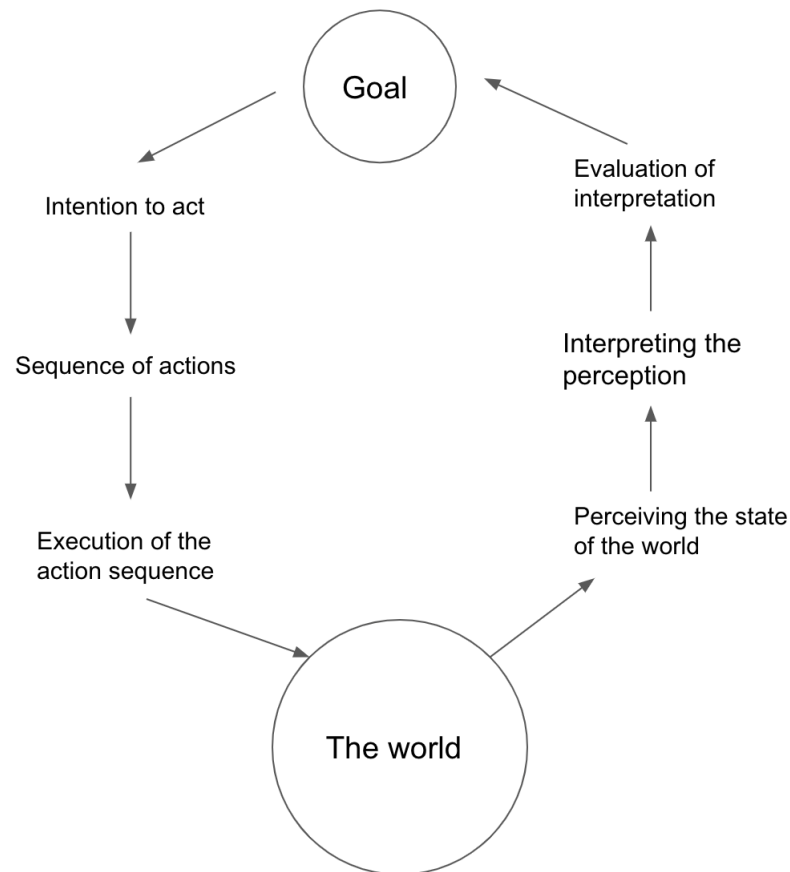 Goal
Intention to act
Sequence of actions
Execution of the
action sequence
The world
Perceiving the state
of the world
Interpreting the
perception
Evaluation of
interpretation